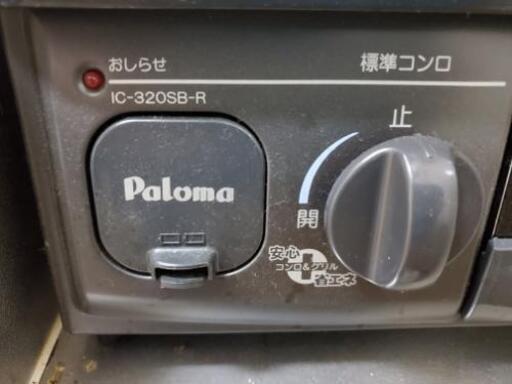 おしらせ
標準コンロ
IC-320SB-R
止
Paloma
開
安心
コンロ&グリル
省エネ